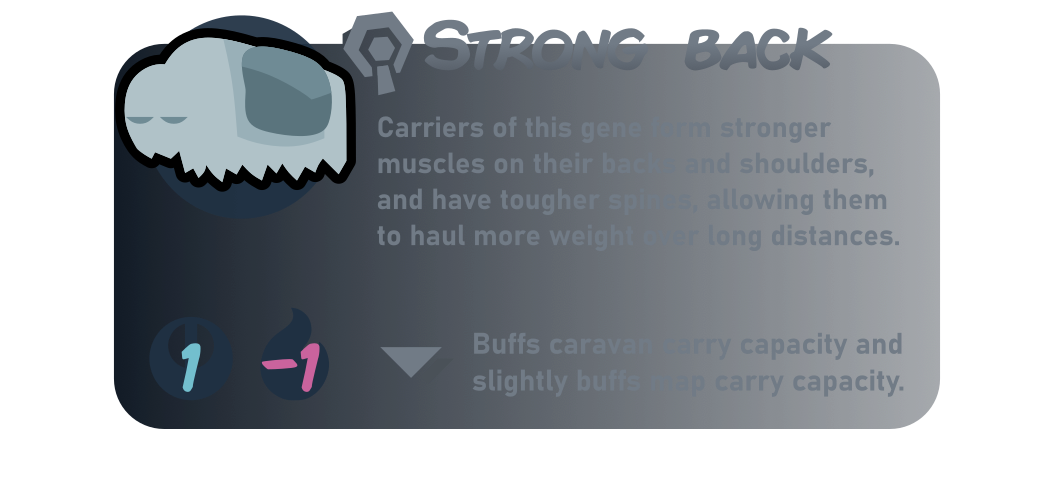 Strong back
Carriers of this gene form stronger
muscles on their backs and shoulders,
and have tougher spines, allowing them
to haul more weight over long distances.
1
-1
Buffs caravan carry capacity and
slightly buffs map carry capacity.